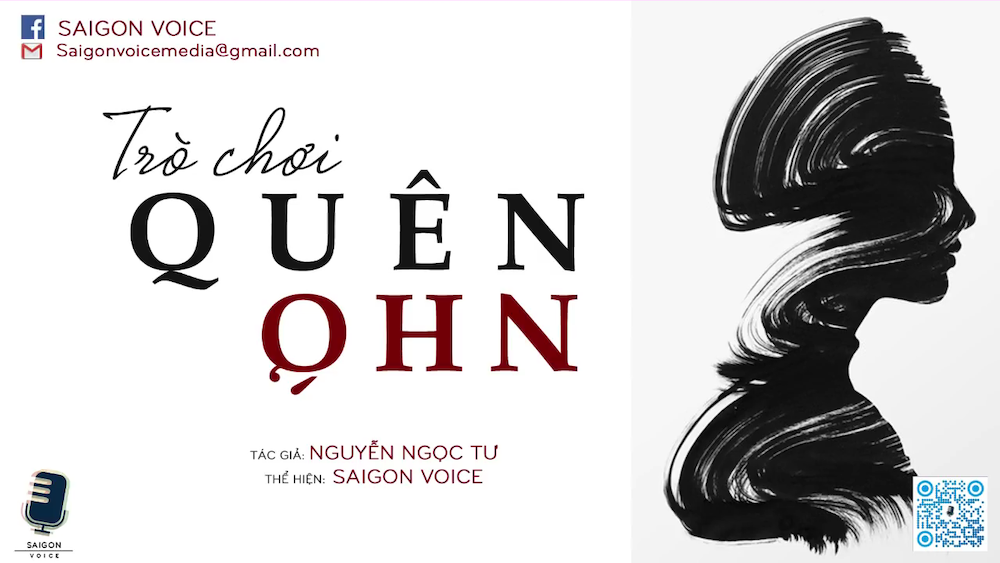 SAIGON VOICE
Saigonvoicemedia@gmail.com
Trò chơi
QUÊN
NHỚ
TÁC GIẢ: NGUYỄN NGỌC TƯ
THỂ HIỆN: SAIGON VOICE
SAIGON
VOICE